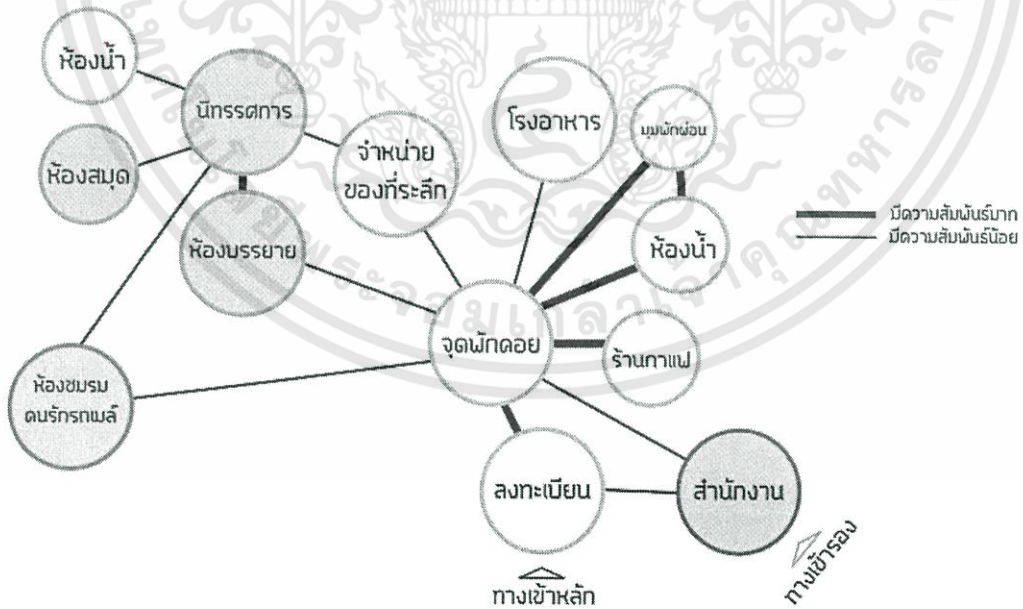 ห้องน้ำ
นิทรรศการ
ห้องสมุด
จำหน่าย
ของที่ระลึก
โรงอาหาร
มุมพักผ่อน
ห้องบรรยาย
ห้องน้ำ
มีความสัมพันธ์มาก
มีความสัมพันธ์น้อย
จุดพักคอย
ร้านกาแฟ
ห้องชมรม
คนรักรถเมล์
ลงทะเบียน
สำนักงาน
ทางเข้าหลัก
ทางเข้ารอง